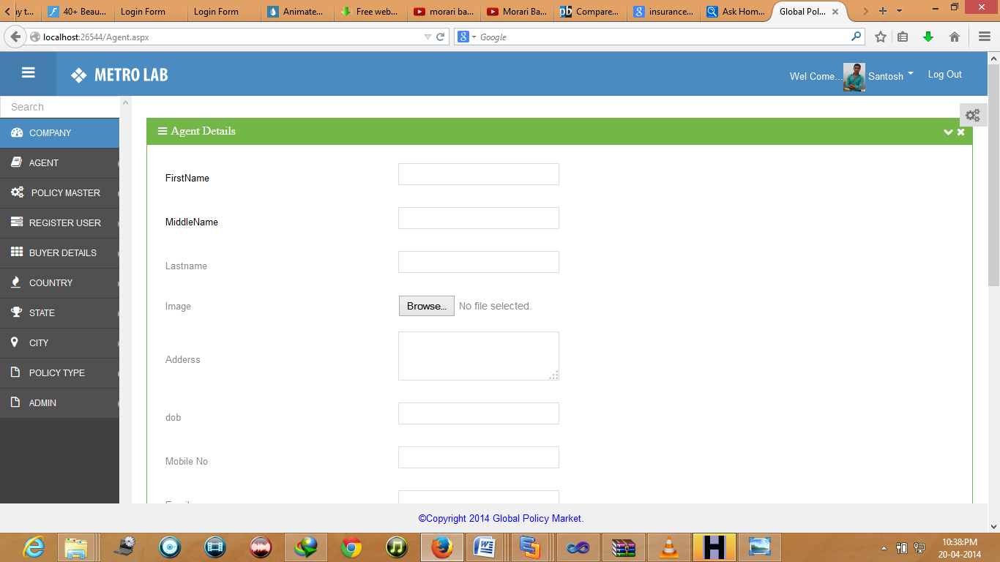 y t...
40+ Beau...
Login Form
Login Form
Animate...
Free web...
morari ba...
Morari Ba...
Compare...
insurance...
Ask Hom...
Global Pol...
localhost:26544/Agent.aspx
Google
METRO LAB
Wel Come...
Santosh
Log Out
Search
COMPANY
AGENT
POLICY MASTER
REGISTER USER
BUYER DETAILS
COUNTRY
STATE
CITY
POLICY TYPE
ADMIN
Agent Details
FirstName
MiddleName
Lastname
Image
Browse...
No file selected.
Adderss
dob
Mobile No
©Copyright 2014 Global Policy Market.
10:38:PM
20-04-2014